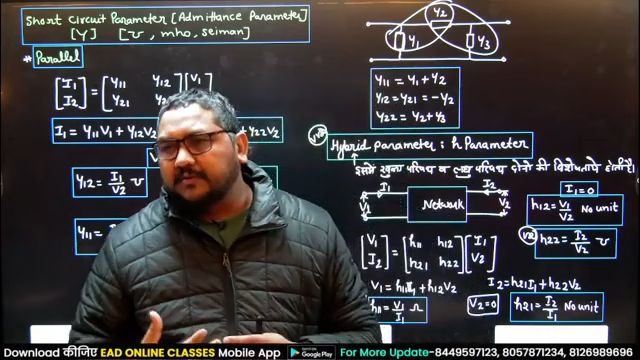 Short Circuit Parameter [Admittance Parameter]
[Y] [℧, mho, seiman]
* Parallel
[I1 I2] = [Y11 Y12 Y21
I1 = Y11V1 + Y12V2
+ Y22V2
Y12 = I1/V2 ℧
Y11 =
Y1 Y2 Y3
Y11 = Y1 + Y2
Y12 = Y21 = -Y2
Y22 = Y2 + Y3
Hybrid parameter : h Parameter
इसमें खुला परिपथ व लघु परिपथ दोनो की विशेषताये होती है।
I1 I2
V1 Network V2
I1 = 0
h12 = V1/V2 No unit
h22 = I2/V2 ℧
[V1 I2] = [h11 h12 h21 h22] [I1 V2]
V1 = h11I1 + h12V2
I2 = h21I1 + h22V2
h11 = V1/I1 Ω
V2 = 0
h21 = I2/I1 No unit
Download कीजिए EAD ONLINE CLASSES Mobile App Google Play For More Update-8449597123, 8057871234, 8126989696